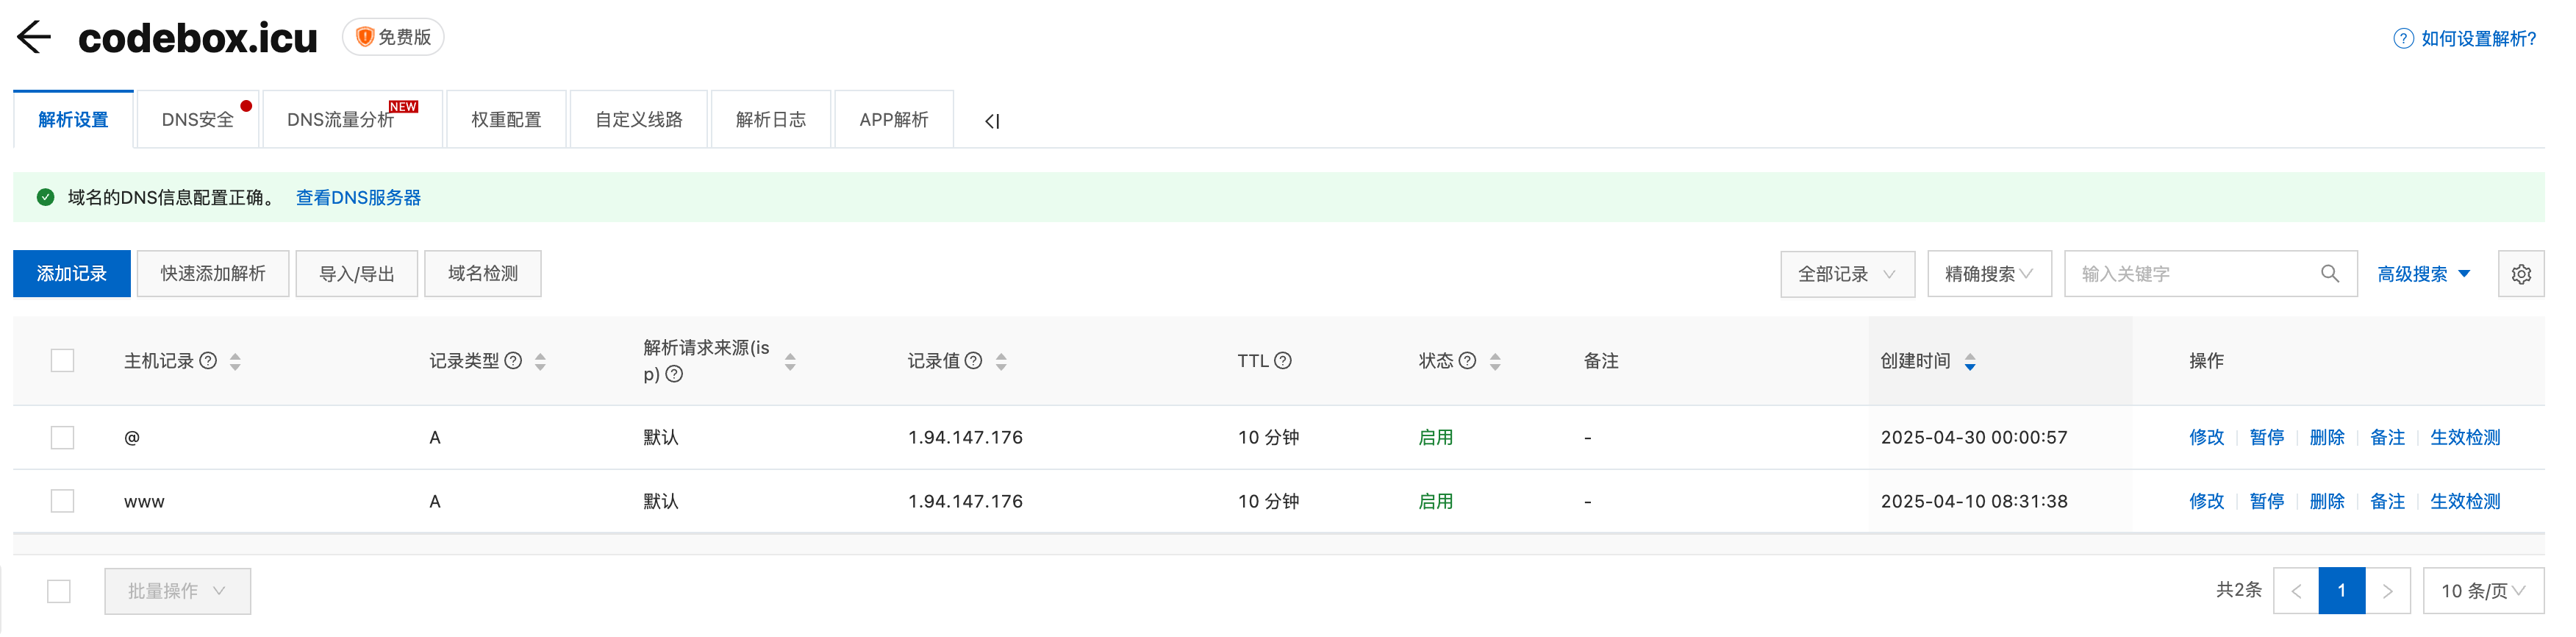 codebox.icu 免费版 如何设置解析?
解析设置 DNS安全 DNS流量分析 NEW 权重配置 自定义线路 解析日志 APP解析
域名的DNS信息配置正确。 查看DNS服务器
添加记录 快速添加解析 导入/导出 域名检测 全部记录 精确搜索 输入关键字 高级搜索
主机记录 记录类型 解析请求来源(isp) 记录值 TTL 状态 备注 创建时间 操作
@ A 默认 1.94.147.176 10 分钟 启用 - 2025-04-30 00:00:57 修改 暂停 删除 备注 生效检测
www A 默认 1.94.147.176 10 分钟 启用 - 2025-04-10 08:31:38 修改 暂停 删除 备注 生效检测
批量操作 共2条 < 1 > 10 条/页